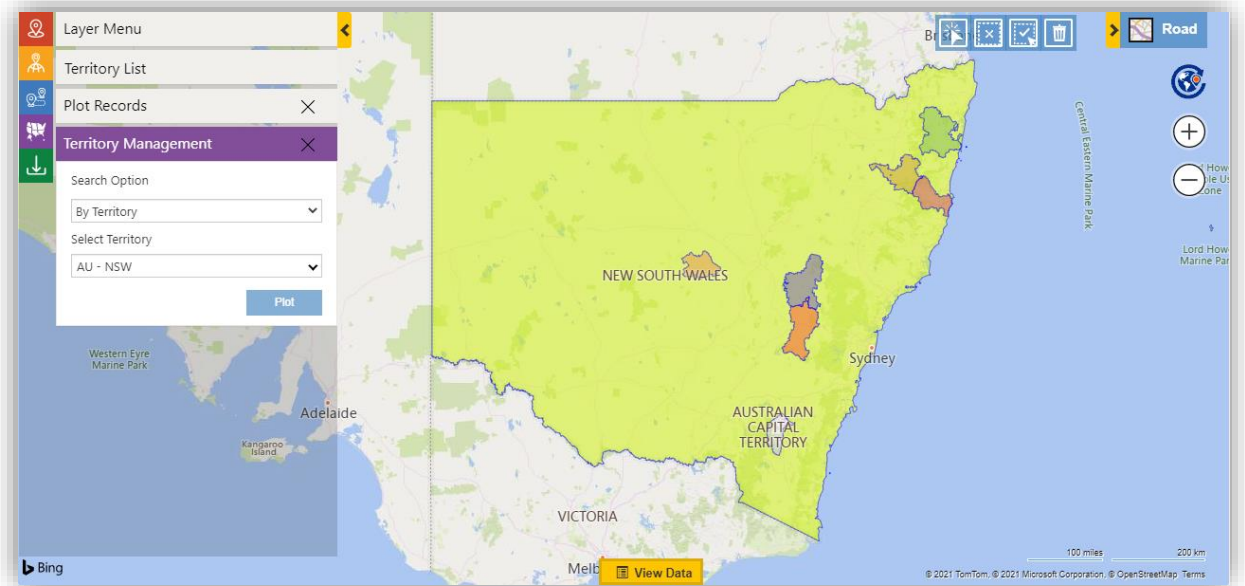 Layer Menu
Territory List
Plot Records
Territory Management
Search Option
By Territory
Select Territory
AU - NSW
Plot
Road
Central Eastern Marine Park
Lord Howe
Marine Par
NEW SOUTH WALES
Sydney
Western Eyre
Marine Park
Adelaide
Kangaroo
Island
AUSTRALIAN
CAPITAL
TERRITORY
VICTORIA
Melb
View Data
Bing
100 miles
200 km
© 2021 TomTom, © 2021 Microsoft Corporation, © OpenStreetMap Terms